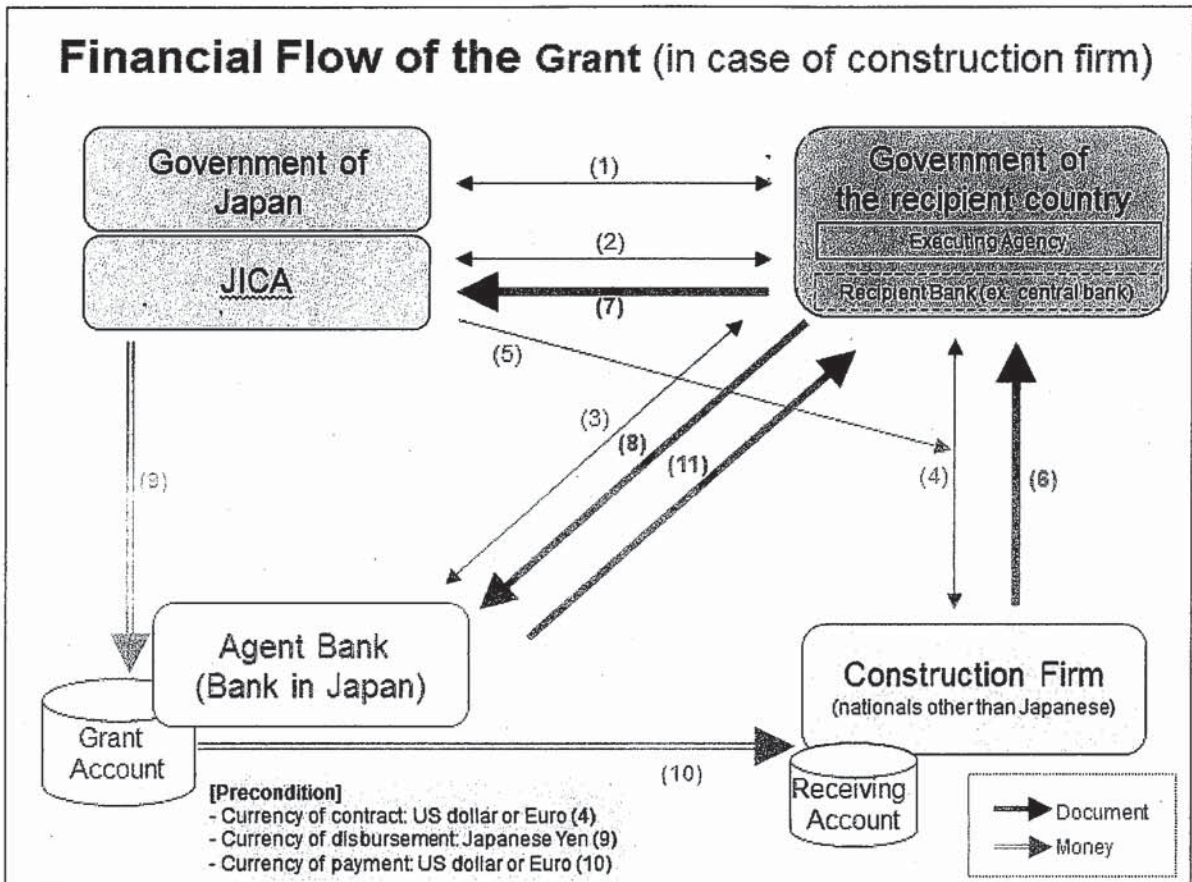 Financial Flow of the Grant (in case of construction firm)
Government of
Japan
JICA
(1)
(2)
(7)
Government of
the recipient country
Executing Agency
Recipient Bank (ex. central bank)
(5)
(3)
(8)
(11)
(4)
(6)
(9)
Agent Bank
(Bank in Japan)
Construction Firm
(nationals other than Japanese)
Grant
Account
(10)
Receiving
Account
[Precondition]
- Currency of contract: US dollar or Euro (4)
- Currency of disbursement: Japanese Yen (9)
- Currency of payment: US dollar or Euro (10)
Document
Money